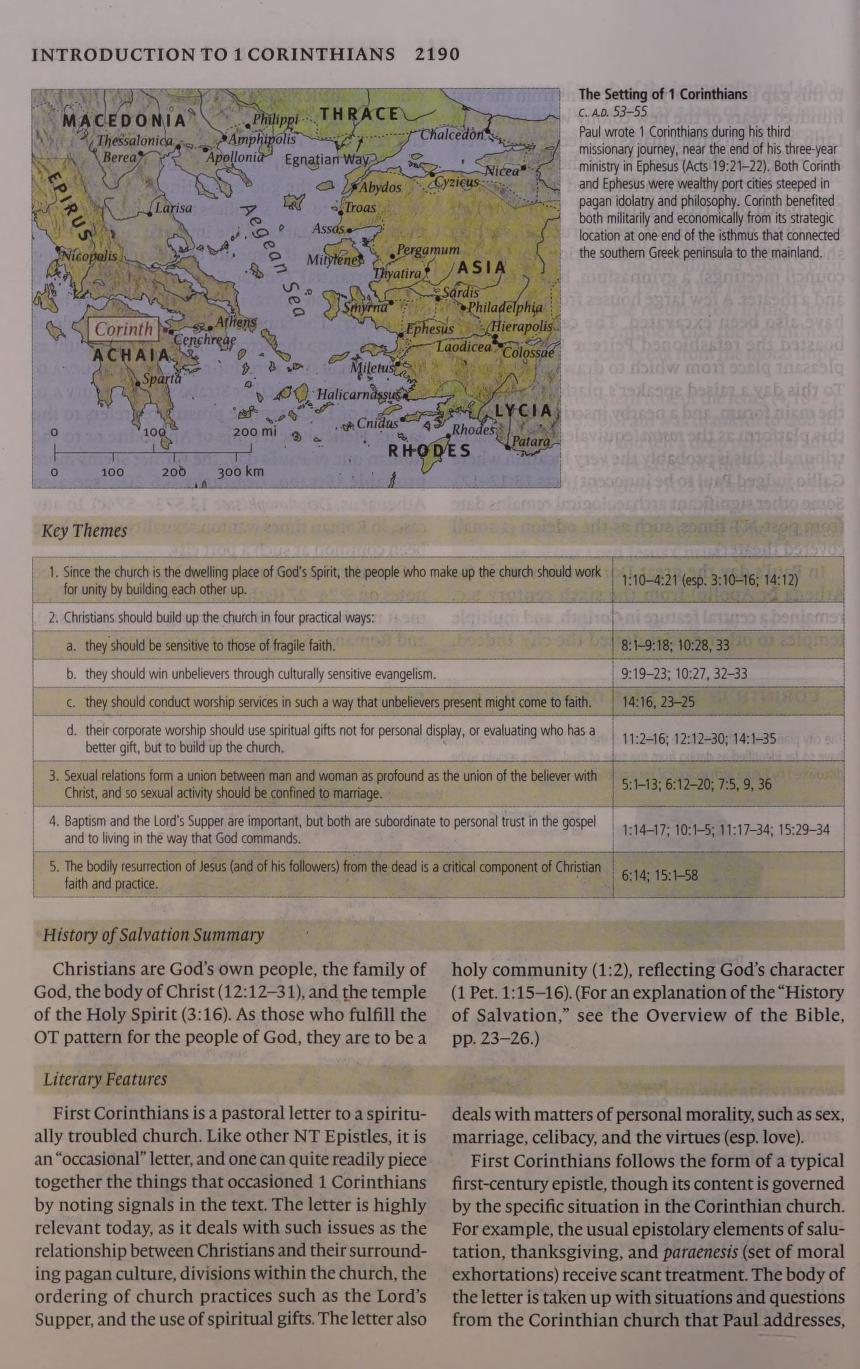 INTRODUCTION TO 1 CORINTHIANS 2190
MACEDONIA
Philippi
THRACE
Thessalonica
Amphipolis
Chalcedon
Berea
Apollonia
Egnatian Way
Nicea
EPIRUS
Abydos
Cyzicus
Larisa
Troas
Aegean Sea
Assos
Nicopolis
Mitylene
Pergamum
Thyatira
ASIA
Sardis
Smyrna
Philadelphia
Corinth
Athens
Ephesus
Hierapolis
Cenchreae
Laodicea
Colossae
ACHAIA
Miletus
Sparta
Halicarnassus
LYCIA
Cnidus
Rhodes
Patara
RHODES
0 100 200 mi
0 100 200 300 km
The Setting of 1 Corinthians
C. A.D. 53–55
Paul wrote 1 Corinthians during his third
missionary journey, near the end of his three-year
ministry in Ephesus (Acts 19:21–22). Both Corinth
and Ephesus were wealthy port cities steeped in
pagan idolatry and philosophy. Corinth benefited
both militarily and economically from its strategic
location at one end of the isthmus that connected
the southern Greek peninsula to the mainland.
Key Themes
1. Since the church is the dwelling place of God's Spirit, the people who make up the church should work
for unity by building each other up.
1:10–4:21 (esp. 3:10–16; 14:12)
2. Christians should build up the church in four practical ways:
a. they should be sensitive to those of fragile faith.
8:1–9:18; 10:28, 33
b. they should win unbelievers through culturally sensitive evangelism.
9:19–23; 10:27, 32–33
c. they should conduct worship services in such a way that unbelievers present might come to faith.
14:16, 23–25
d. their corporate worship should use spiritual gifts not for personal display, or evaluating who has a
better gift, but to build up the church.
11:2–16; 12:12–30; 14:1–35
3. Sexual relations form a union between man and woman as profound as the union of the believer with
Christ, and so sexual activity should be confined to marriage.
5:1–13; 6:12–20; 7:5, 9, 36
4. Baptism and the Lord's Supper are important, but both are subordinate to personal trust in the gospel
and to living in the way that God commands.
1:14–17; 10:1–5; 11:17–34; 15:29–34
5. The bodily resurrection of Jesus (and of his followers) from the dead is a critical component of Christian
faith and practice.
6:14; 15:1–58
History of Salvation Summary
Christians are God's own people, the family of
God, the body of Christ (12:12–31), and the temple
of the Holy Spirit (3:16). As those who fulfill the
OT pattern for the people of God, they are to be a
holy community (1:2), reflecting God's character
(1 Pet. 1:15–16). (For an explanation of the "History
of Salvation," see the Overview of the Bible,
pp. 23–26.)
Literary Features
First Corinthians is a pastoral letter to a spiritu-
ally troubled church. Like other NT Epistles, it is
an "occasional" letter, and one can quite readily piece
together the things that occasioned 1 Corinthians
by noting signals in the text. The letter is highly
relevant today, as it deals with such issues as the
relationship between Christians and their surround-
ing pagan culture, divisions within the church, the
ordering of church practices such as the Lord's
Supper, and the use of spiritual gifts. The letter also
deals with matters of personal morality, such as sex,
marriage, celibacy, and the virtues (esp. love).
First Corinthians follows the form of a typical
first-century epistle, though its content is governed
by the specific situation in the Corinthian church.
For example, the usual epistolary elements of salu-
tation, thanksgiving, and paraenesis (set of moral
exhortations) receive scant treatment. The body of
the letter is taken up with situations and questions
from the Corinthian church that Paul addresses,